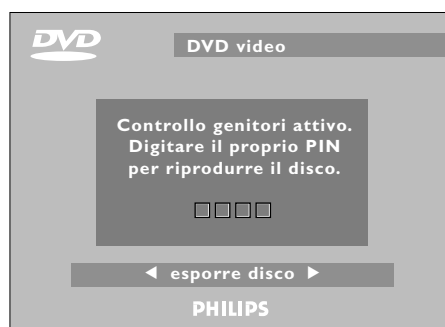 DVD
DVD video
Controllo genitori attivo.
Digitare il proprio PIN
per riprodurre il disco.
◀ esporre disco ▶
PHILIPS